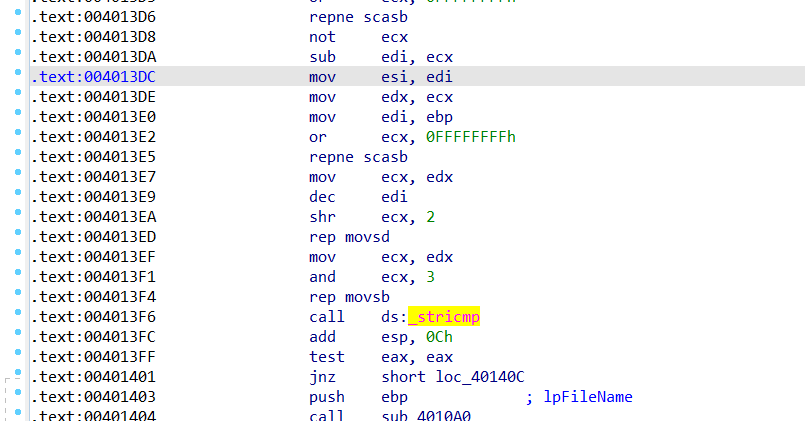 .text:004013D6 repne scasb
.text:004013D8 not ecx
.text:004013DA sub edi, ecx
.text:004013DC mov esi, edi
.text:004013DE mov edx, ecx
.text:004013E0 mov edi, ebp
.text:004013E2 or ecx, 0FFFFFFFFh
.text:004013E5 repne scasb
.text:004013E7 mov ecx, edx
.text:004013E9 dec edi
.text:004013EA shr ecx, 2
.text:004013ED rep movsd
.text:004013EF mov ecx, edx
.text:004013F1 and ecx, 3
.text:004013F4 rep movsb
.text:004013F6 call ds:_stricmp
.text:004013FC add esp, 0Ch
.text:004013FF test eax, eax
.text:00401401 jnz short loc_40140C
.text:00401403 push ebp ; lpFileName
.text:00401404 call sub_4010A0